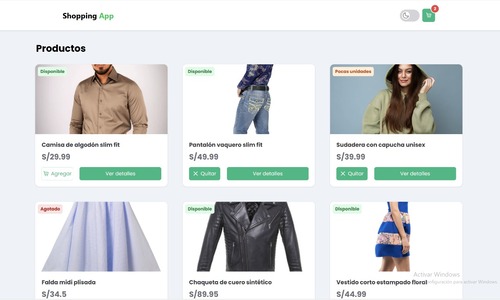 Shopping App
2
Productos
Disponible
Disponible
Pocas unidades
Camisa de algodón slim fit
Pantalón vaquero slim fit
Sudadera con capucha unisex
S/29.99
S/49.99
S/39.99
Agregar
Ver detalles
Quitar
Ver detalles
Quitar
Ver detalles
Agotado
Disponible
Disponible
Falda midi plisada
Chaqueta de cuero sintético
Vestido corto estampado floral
S/34.5
S/89.95
S/44.99
Activar Windows
para activar Windows